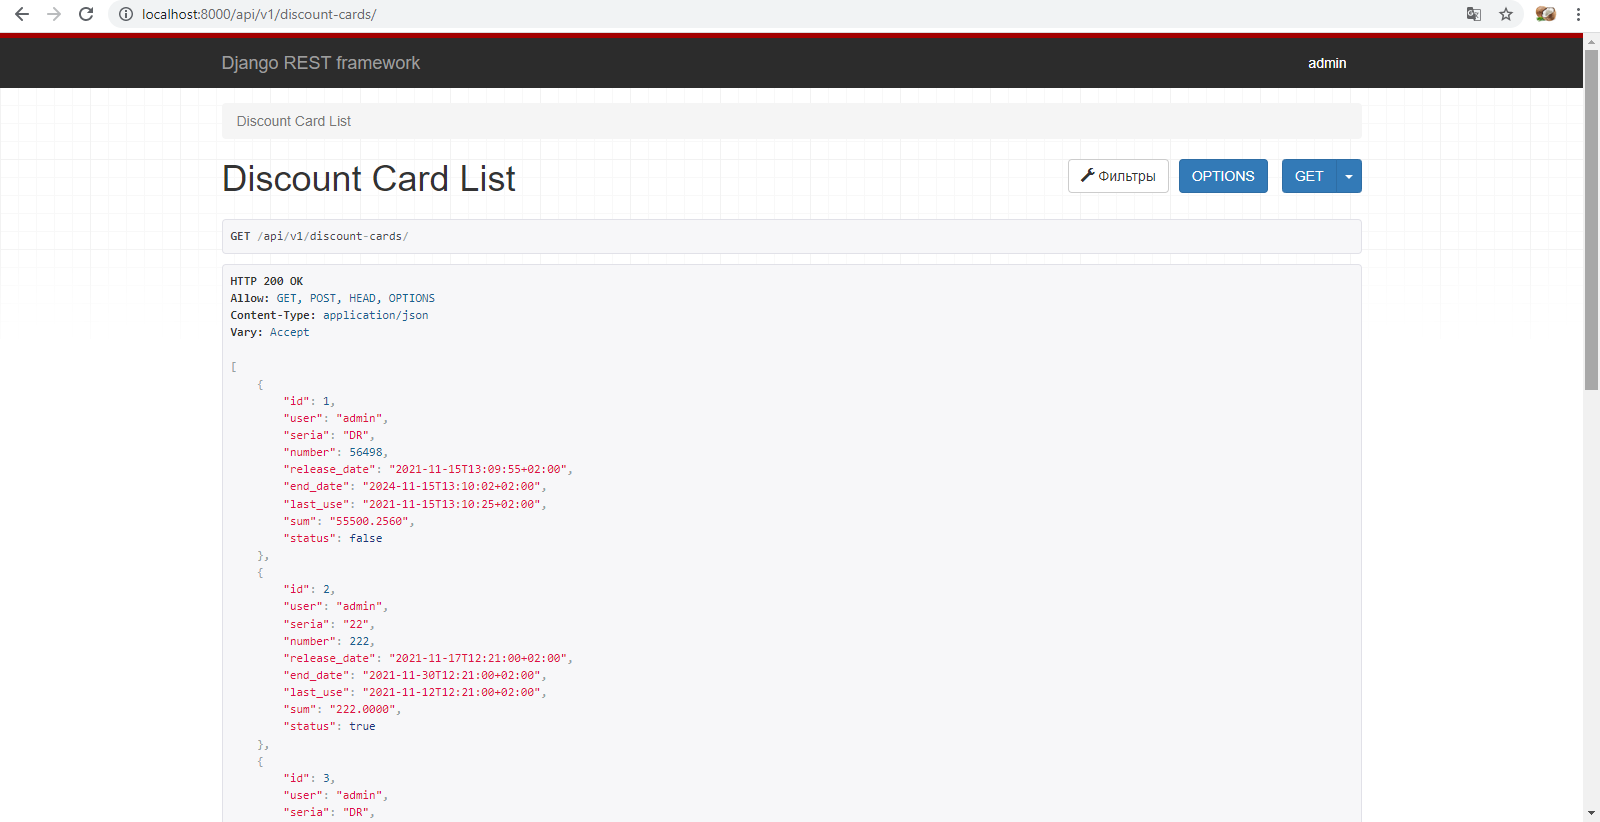 localhost:8000/api/v1/discount-cards/
Django REST framework
admin
Discount Card List
Discount Card List
Фильтры
OPTIONS
GET
GET /api/v1/discount-cards/
HTTP 200 OK
Allow: GET, POST, HEAD, OPTIONS
Content-Type: application/json
Vary: Accept
[
{
"id": 1,
"user": "admin",
"seria": "DR",
"number": 56498,
"release_date": "2021-11-15T13:09:55+02:00",
"end_date": "2024-11-15T13:10:02+02:00",
"last_use": "2021-11-15T13:10:25+02:00",
"sum": "55500.2560",
"status": false
},
{
"id": 2,
"user": "admin",
"seria": "22",
"number": 222,
"release_date": "2021-11-17T12:21:00+02:00",
"end_date": "2021-11-30T12:21:00+02:00",
"last_use": "2021-11-12T12:21:00+02:00",
"sum": "222.0000",
"status": true
},
{
"id": 3,
"user": "admin",
"seria": "DR",